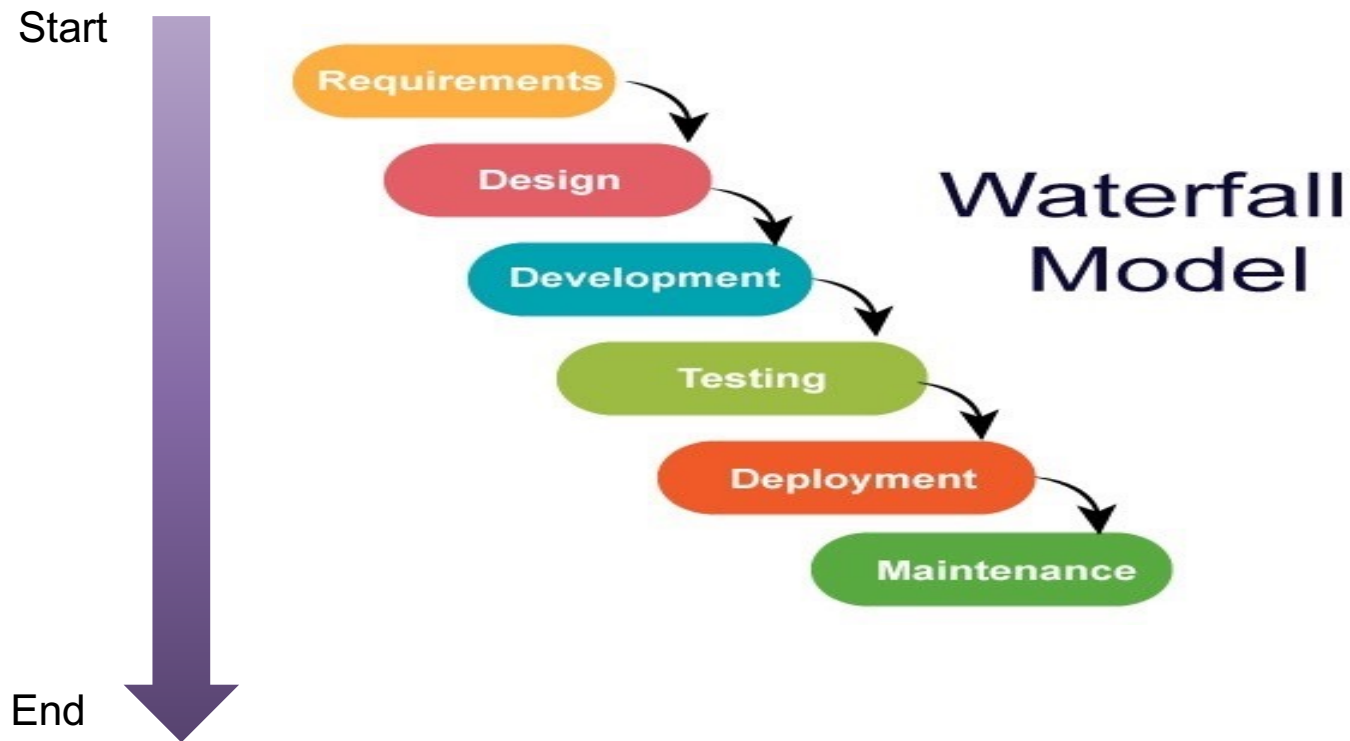 Start
Requirements
Design
Waterfall
Model
Development
Testing
Deployment
Maintenance
End